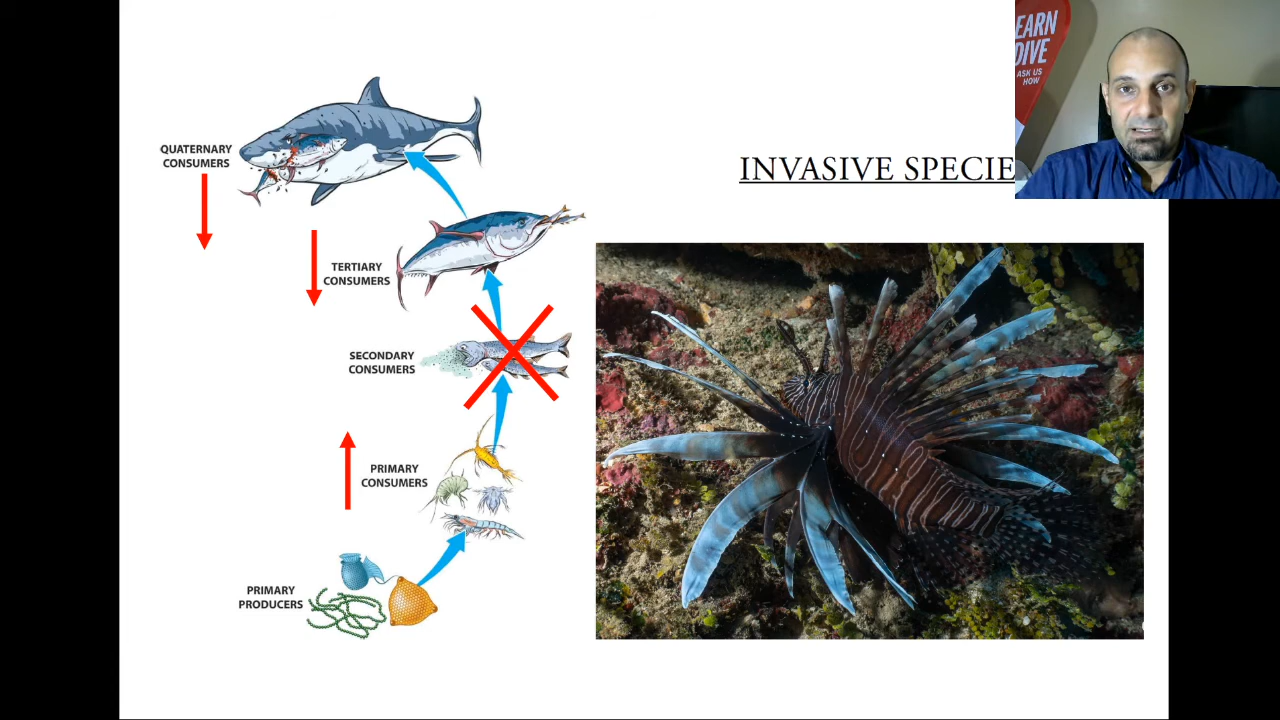 QUATERNARY
CONSUMERS
INVASIVE SPECIE
EARN
DIVE
ASK US
HOW
TERTIARY
CONSUMERS
SECONDARY
CONSUMERS
PRIMARY
CONSUMERS
PRIMARY
PRODUCERS